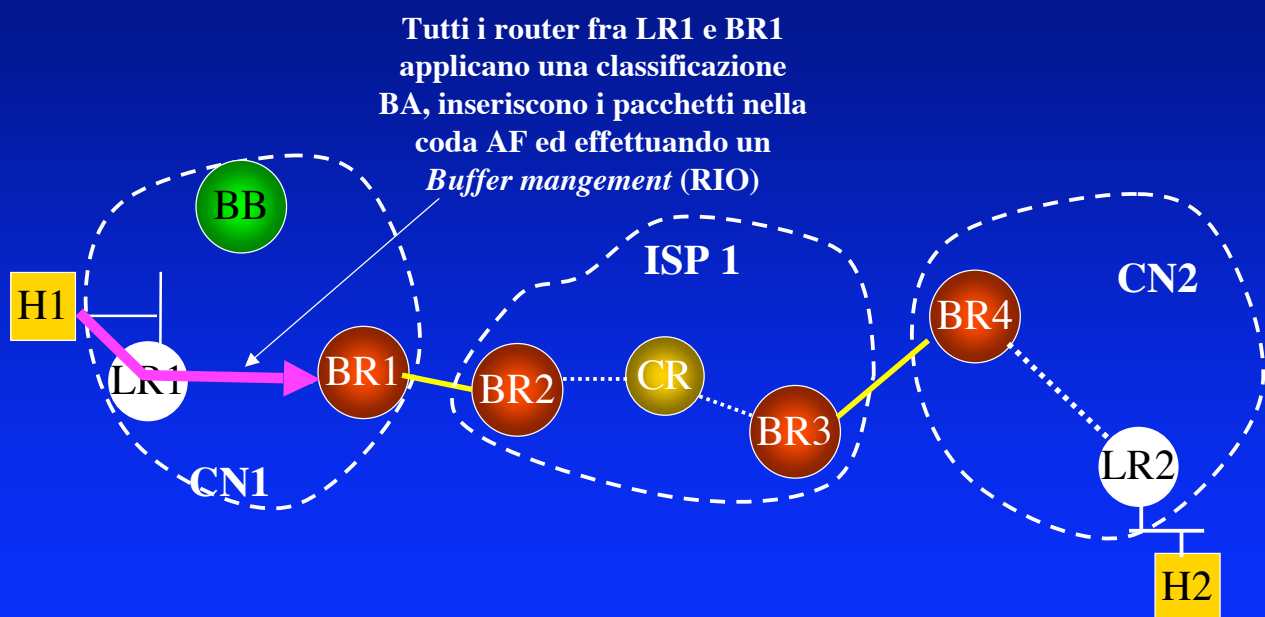 Tutti i router fra LR1 e BR1
applicano una classificazione
BA, inseriscono i pacchetti nella
coda AF ed effettuando un
Buffer mangement (RIO)
BB
ISP 1
CN2
H1
BR4
LR1
BR1
BR2
CR
BR3
LR2
CN1
H2